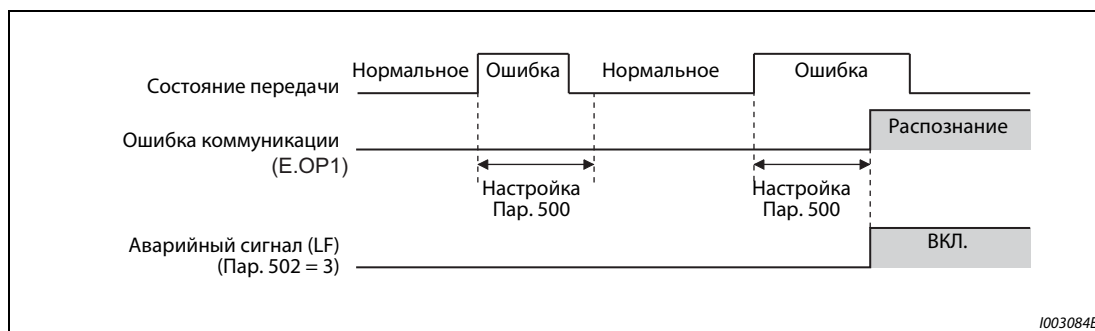 Состояние передачи
Нормальное
Ошибка
Нормальное
Ошибка
Ошибка коммуникации
(E.OP1)
Распознание
Настройка
Пар. 500
Настройка
Пар. 500
Аварийный сигнал (LF)
(Пар. 502 = 3)
ВКЛ.
I003084E